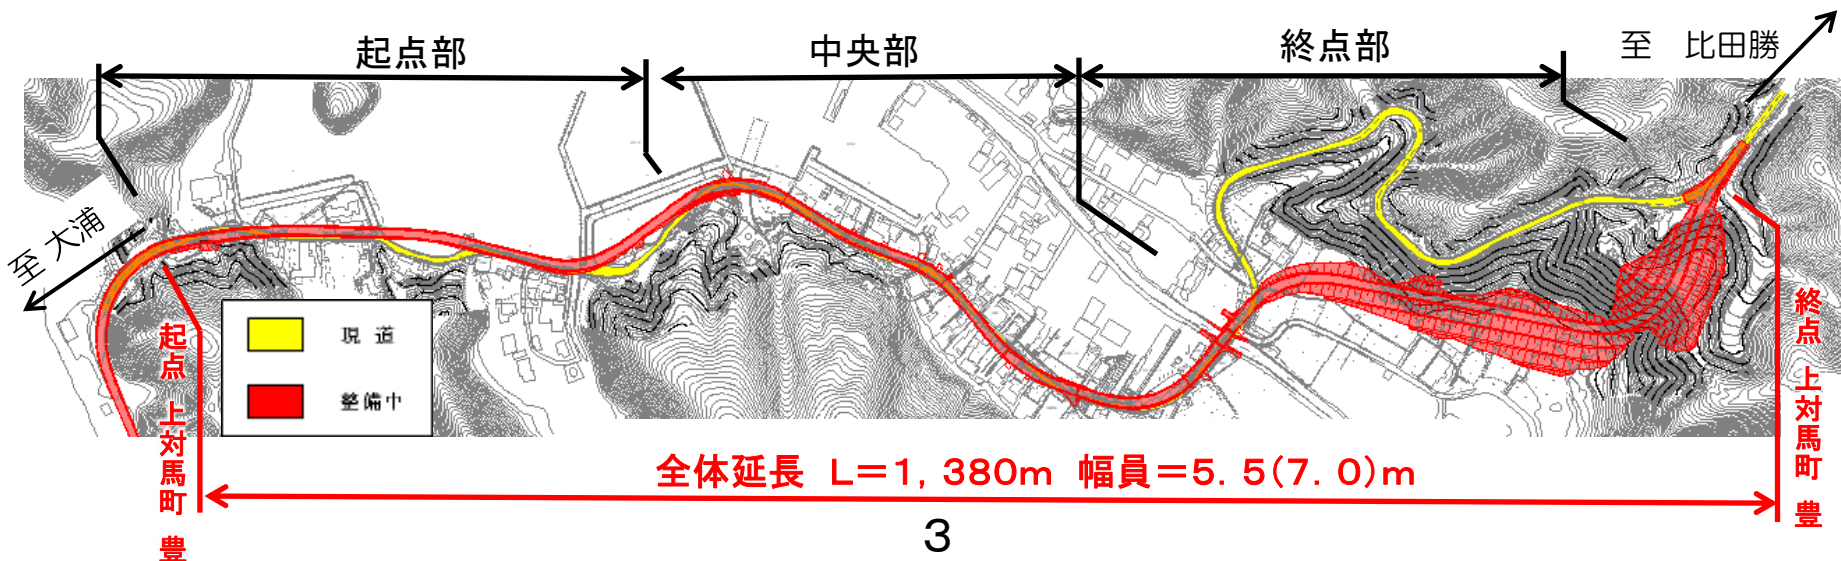 起点部
中央部
終点部
至　比田勝
至 大浦
現 道
整備中
起点　上対馬町　豊
終点　上対馬町　豊
全体延長　L＝1，380m　幅員＝5．5(7．0)m
3